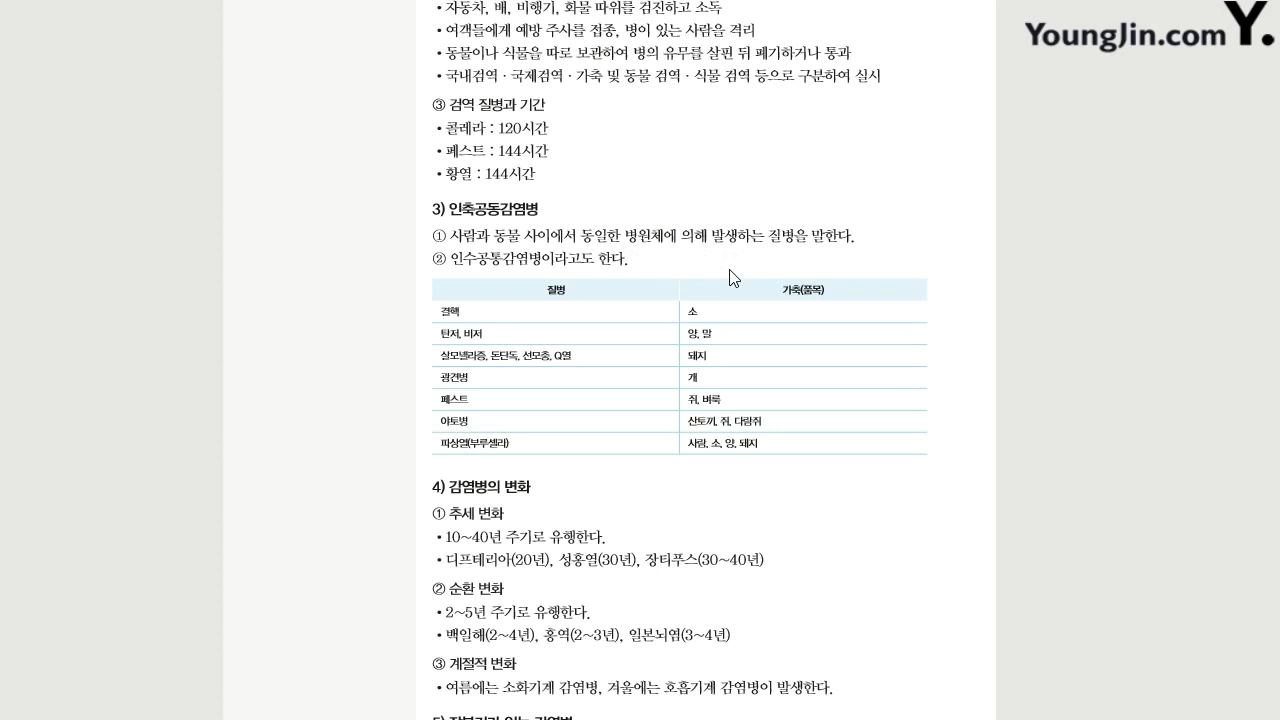 • 자동차, 배, 비행기, 화물 따위를 검진하고 소독
YoungJin.com Y.
• 여객들에게 예방 주사를 접종, 병이 있는 사람을 격리
• 동물이나 식물을 따로 보관하여 병의 유무를 살핀 뒤 폐기하거나 통과
• 국내검역 · 국제검역 · 가축 및 동물 검역 · 식물 검역 등으로 구분하여 실시
③ 검역 질병과 기간
• 콜레라 : 120시간
• 페스트 : 144시간
• 황열 : 144시간
3) 인축공동감염병
① 사람과 동물 사이에서 동일한 병원체에 의해 발생하는 질병을 말한다.
② 인수공통감염병이라고도 한다.
질병 가축(품목)
결핵 소
탄저, 비저 양, 말
살모넬라증, 돈단독, 선모충, Q열 돼지
광견병 개
페스트 쥐, 벼룩
야토병 산토끼, 쥐, 다람쥐
파상열(부루셀라) 사람, 소, 양, 돼지
4) 감염병의 변화
① 추세 변화
• 10~40년 주기로 유행한다.
• 디프테리아(20년), 성홍열(30년), 장티푸스(30~40년)
② 순환 변화
• 2~5년 주기로 유행한다.
• 백일해(2~4년), 홍역(2~3년), 일본뇌염(3~4년)
③ 계절적 변화
• 여름에는 소화기계 감염병, 겨울에는 호흡기계 감염병이 발생한다.